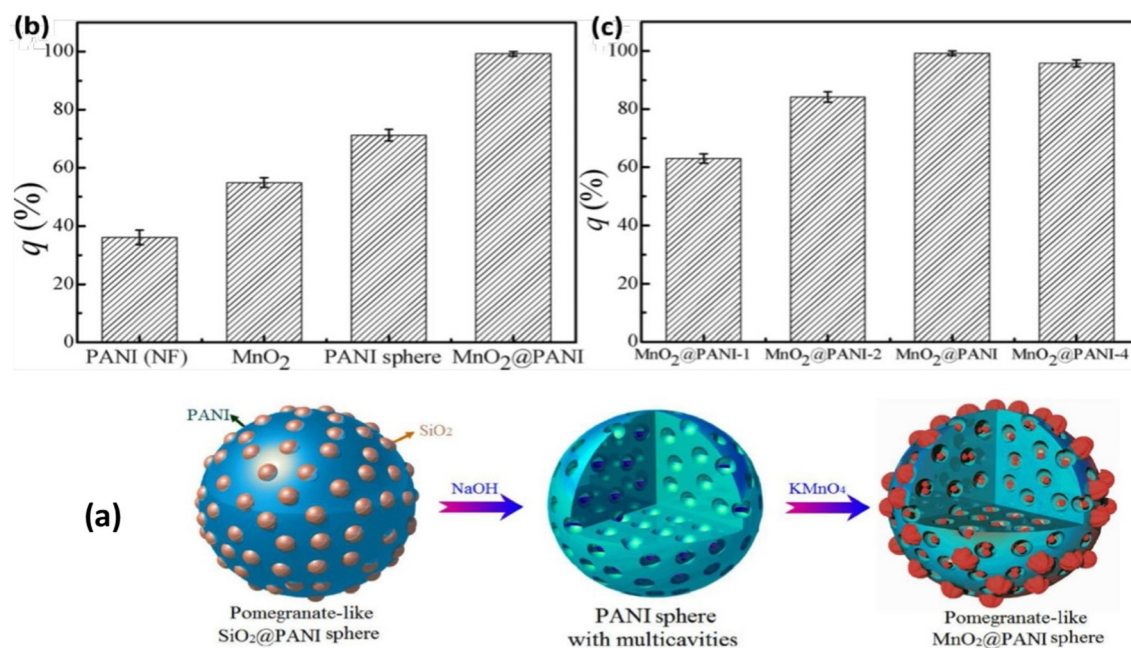 (b)
100
80
60
40
20
0
q (%)
PANI (NF)
MnO2
PANI sphere
MnO2@PANI
(c)
100
80
60
40
20
0
q (%)
MnO2@PANI-1
MnO2@PANI-2
MnO2@PANI
MnO2@PANI-4
(a)
PANI
SiO2
NaOH
KMnO4
Pomegranate-like
SiO2@PANI sphere
PANI sphere
with multicavities
Pomegranate-like
MnO2@PANI sphere